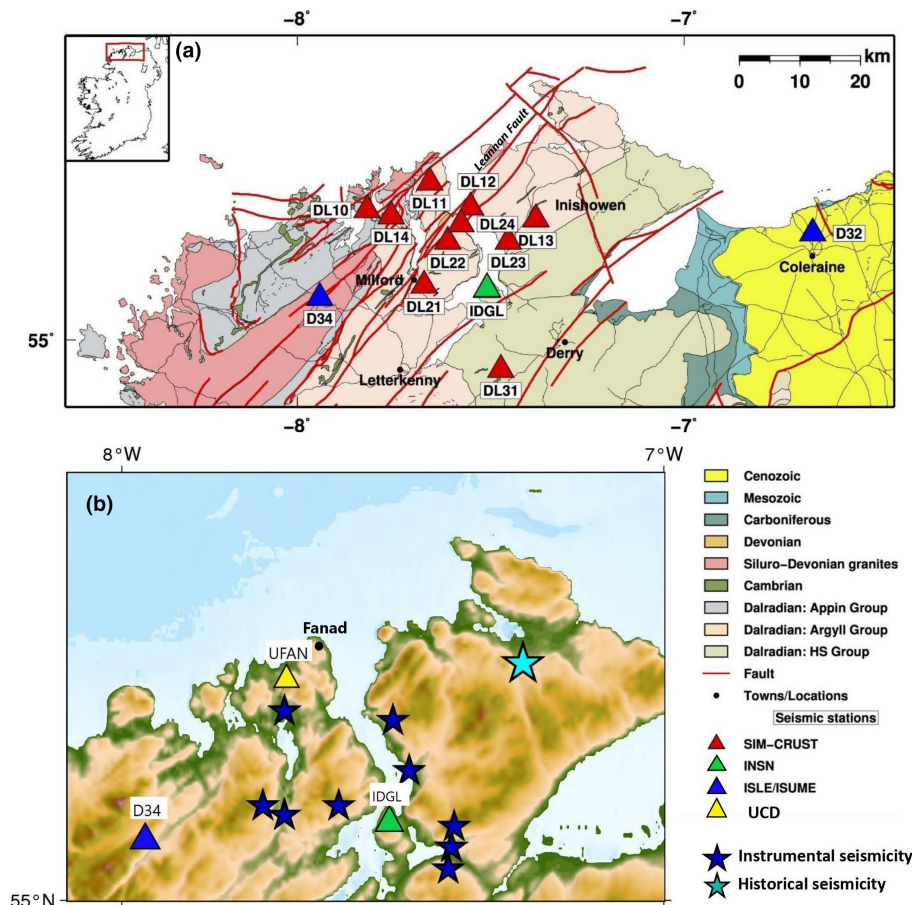 -8°
-7°
(a)
km
0 10 20
Leannan Fault
DL12
DL10
DL11
Inishowen
DL24
DL14
DL13
D32
DL22
DL23
Coleraine
Milford
D34
DL21
IDGL
55°
Derry
Letterkenny
DL31
-8°
-7°
8°W
7°W
(b)
Fanad
UFAN
D34
IDGL
55°N
Cenozoic
Mesozoic
Carboniferous
Devonian
Siluro-Devonian granites
Cambrian
Dalradian: Appin Group
Dalradian: Argyll Group
Dalradian: HS Group
Fault
Towns/Locations
Seismic stations
SIM-CRUST
INSN
ISLE/ISUME
UCD
Instrumental seismicity
Historical seismicity